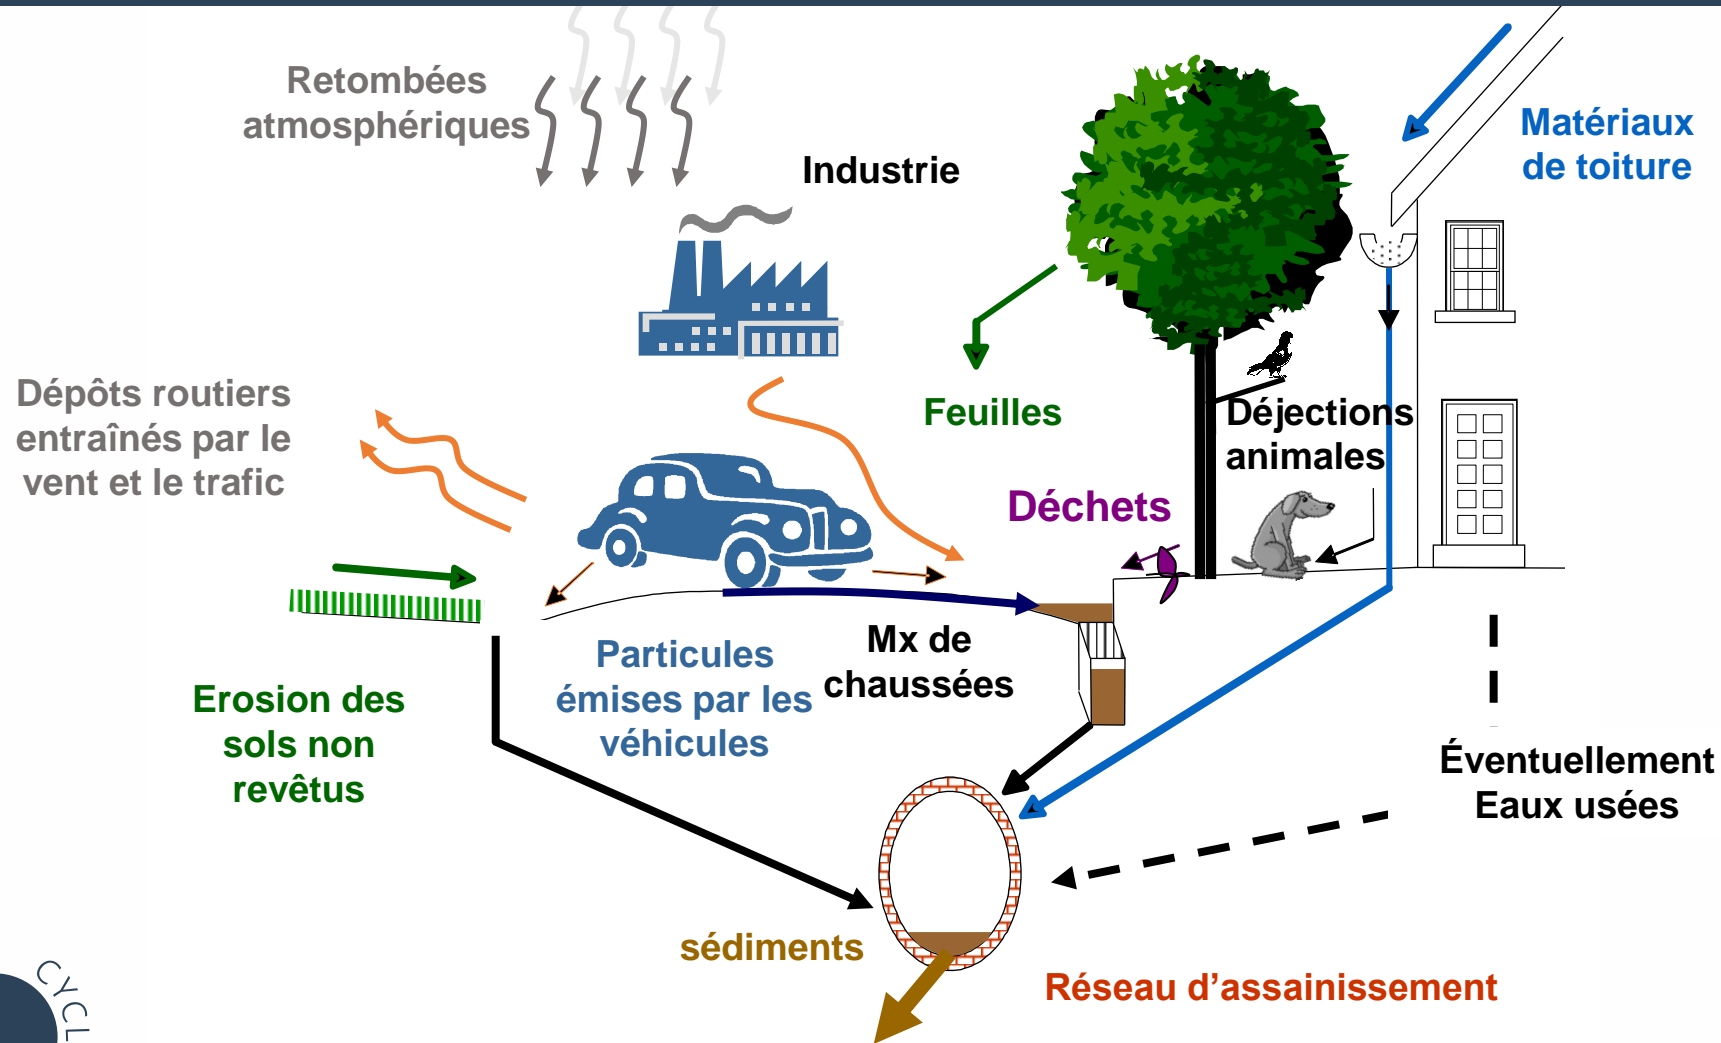 Retombées
atmosphériques
Industrie
Matériaux
de toiture
Dépôts routiers
entraînés par le
vent et le trafic
Feuilles
Déjections
animales
Déchets
Erosion des
sols non
revêtus
Particules
émises par les
véhicules
Mx de
chaussées
Éventuellement
Eaux usées
sédiments
Réseau d’assainissement
CYCL